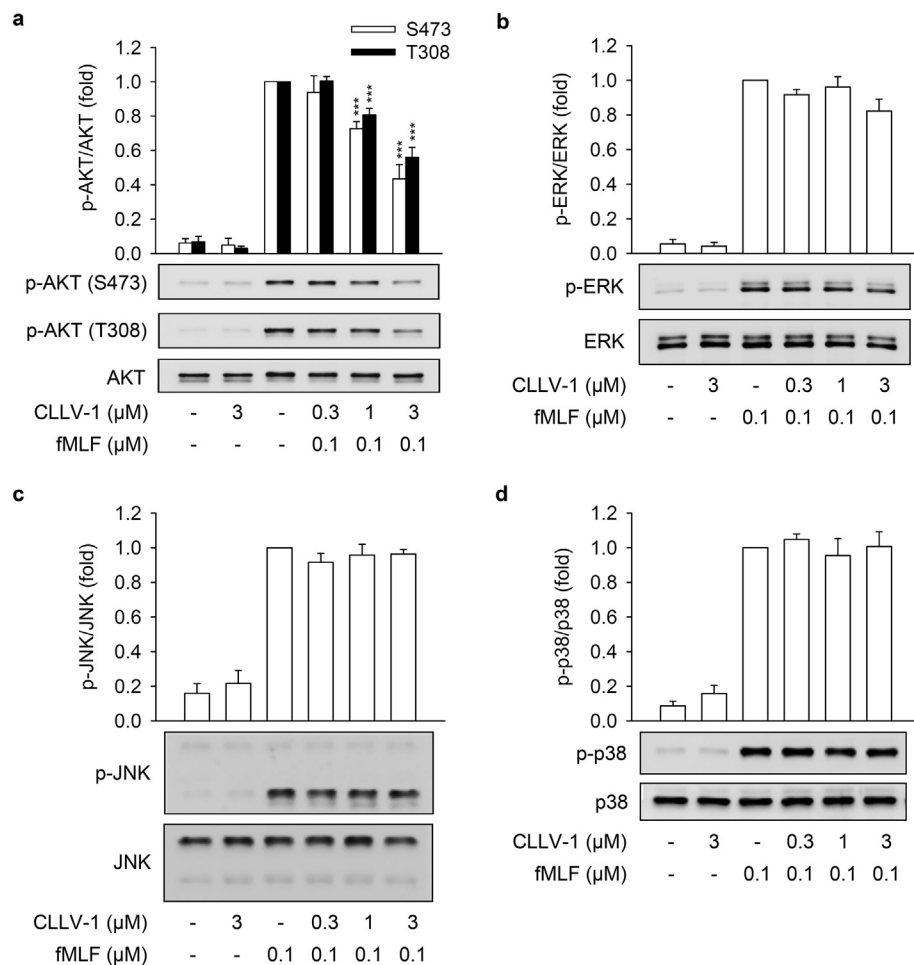 a
S473
T308
p-AKT/AKT (fold)
1.2
1.0
0.8
0.6
0.4
0.2
0.0
*** *** *** ***
p-AKT (S473)
p-AKT (T308)
AKT
CLLV-1 (µM) - 3 - 0.3 1 3
fMLF (µM) - - - 0.1 0.1 0.1
b
p-ERK/ERK (fold)
1.2
1.0
0.8
0.6
0.4
0.2
0.0
p-ERK
ERK
CLLV-1 (µM) - 3 - 0.3 1 3
fMLF (µM) - - 0.1 0.1 0.1 0.1
c
p-JNK/JNK (fold)
1.2
1.0
0.8
0.6
0.4
0.2
0.0
p-JNK
JNK
CLLV-1 (µM) - 3 - 0.3 1 3
fMLF (µM) - - 0.1 0.1 0.1 0.1
d
p-p38/p38 (fold)
1.2
1.0
0.8
0.6
0.4
0.2
0.0
p-p38
p38
CLLV-1 (µM) - 3 - 0.3 1 3
fMLF (µM) - - 0.1 0.1 0.1 0.1